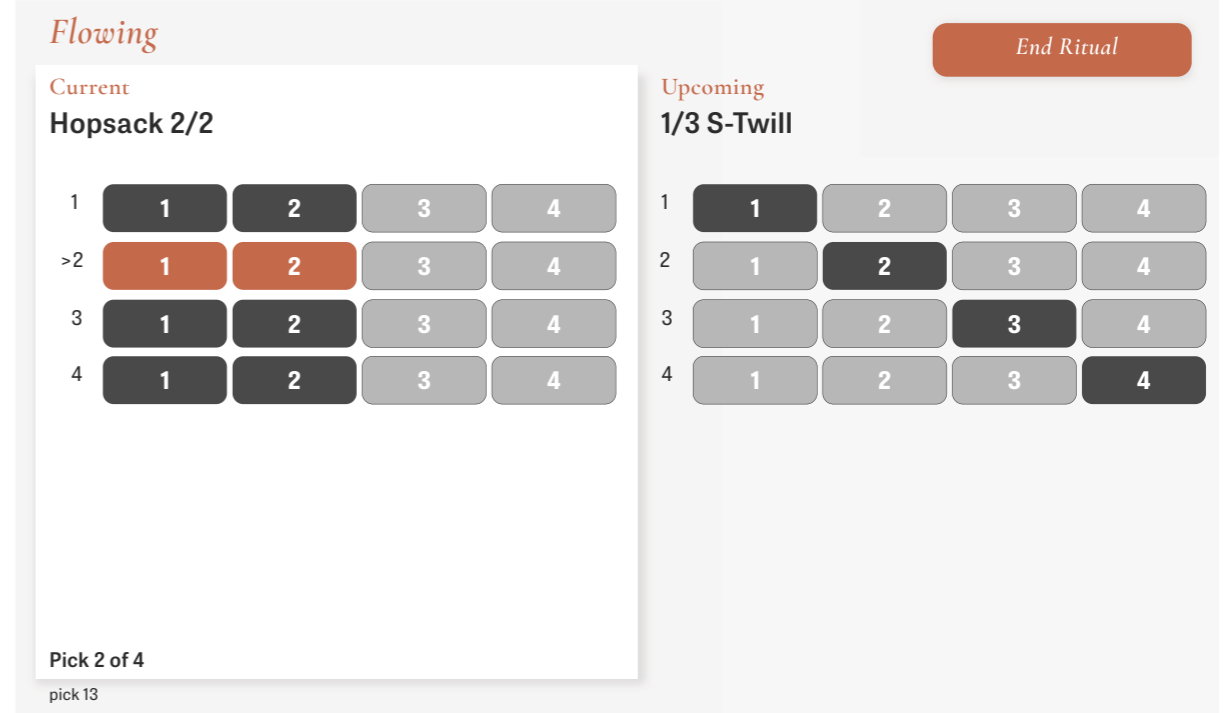 Flowing
End Ritual
Current
Hopsack 2/2
1 1 2 3 4
>2 1 2 3 4
3 1 2 3 4
4 1 2 3 4
Pick 2 of 4
pick 13
Upcoming
1/3 S-Twill
1 1 2 3 4
2 1 2 3 4
3 1 2 3 4
4 1 2 3 4